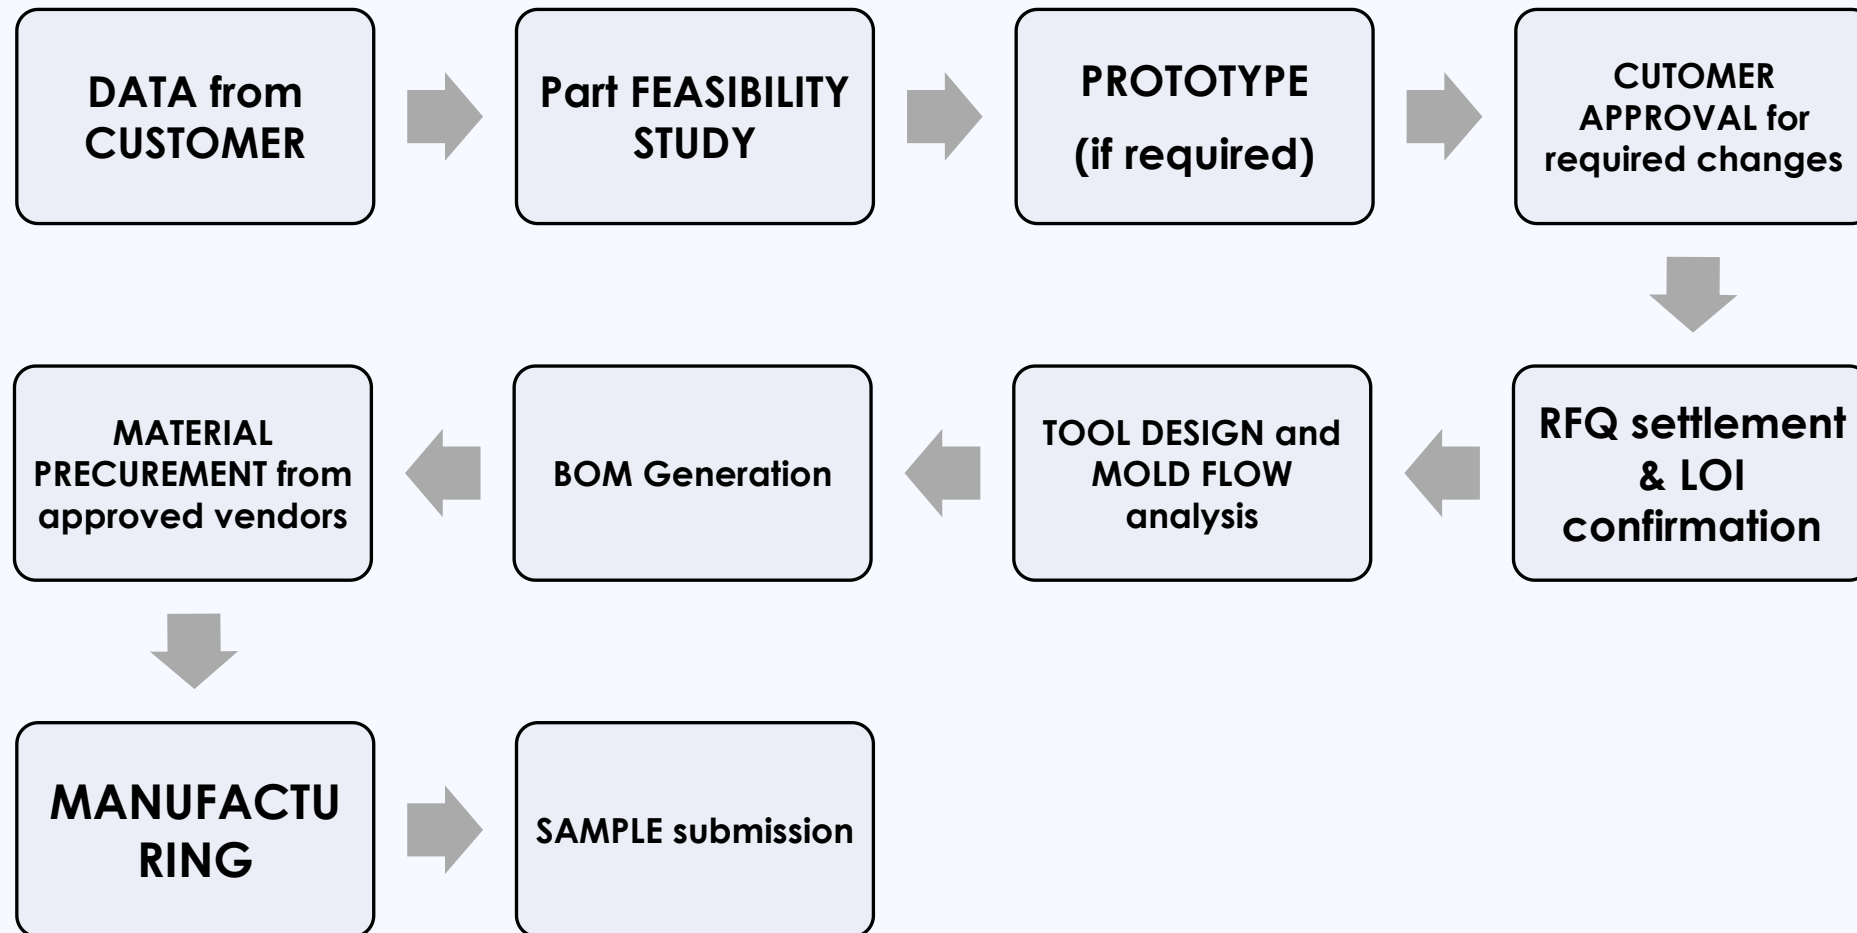 DATA from
CUSTOMER
Part FEASIBILITY
STUDY
PROTOTYPE
(if required)
CUTOMER
APPROVAL for
required changes
RFQ settlement
& LOI
confirmation
TOOL DESIGN and
MOLD FLOW
analysis
BOM Generation
MATERIAL
PRECUREMENT from
approved vendors
MANUFACTU
RING
SAMPLE submission